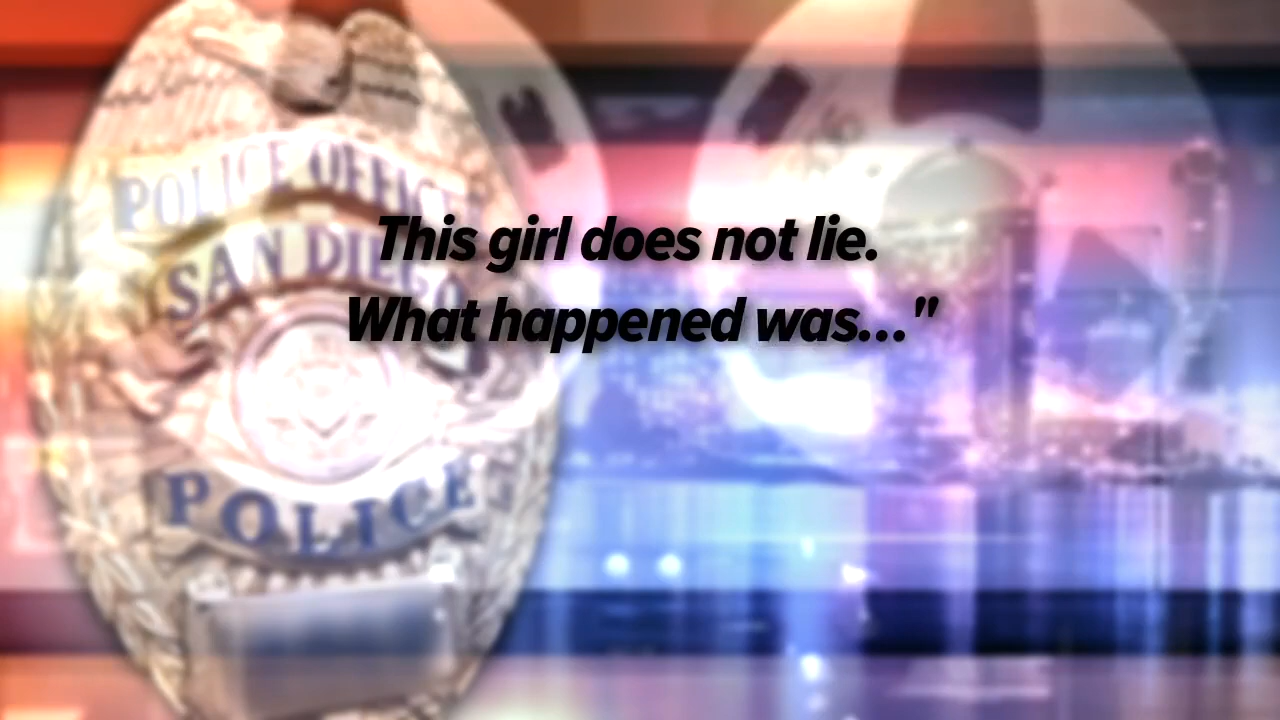 POLICE OFFICER
SAN DIEGO
This girl does not lie.
What happened was..."
POLICE